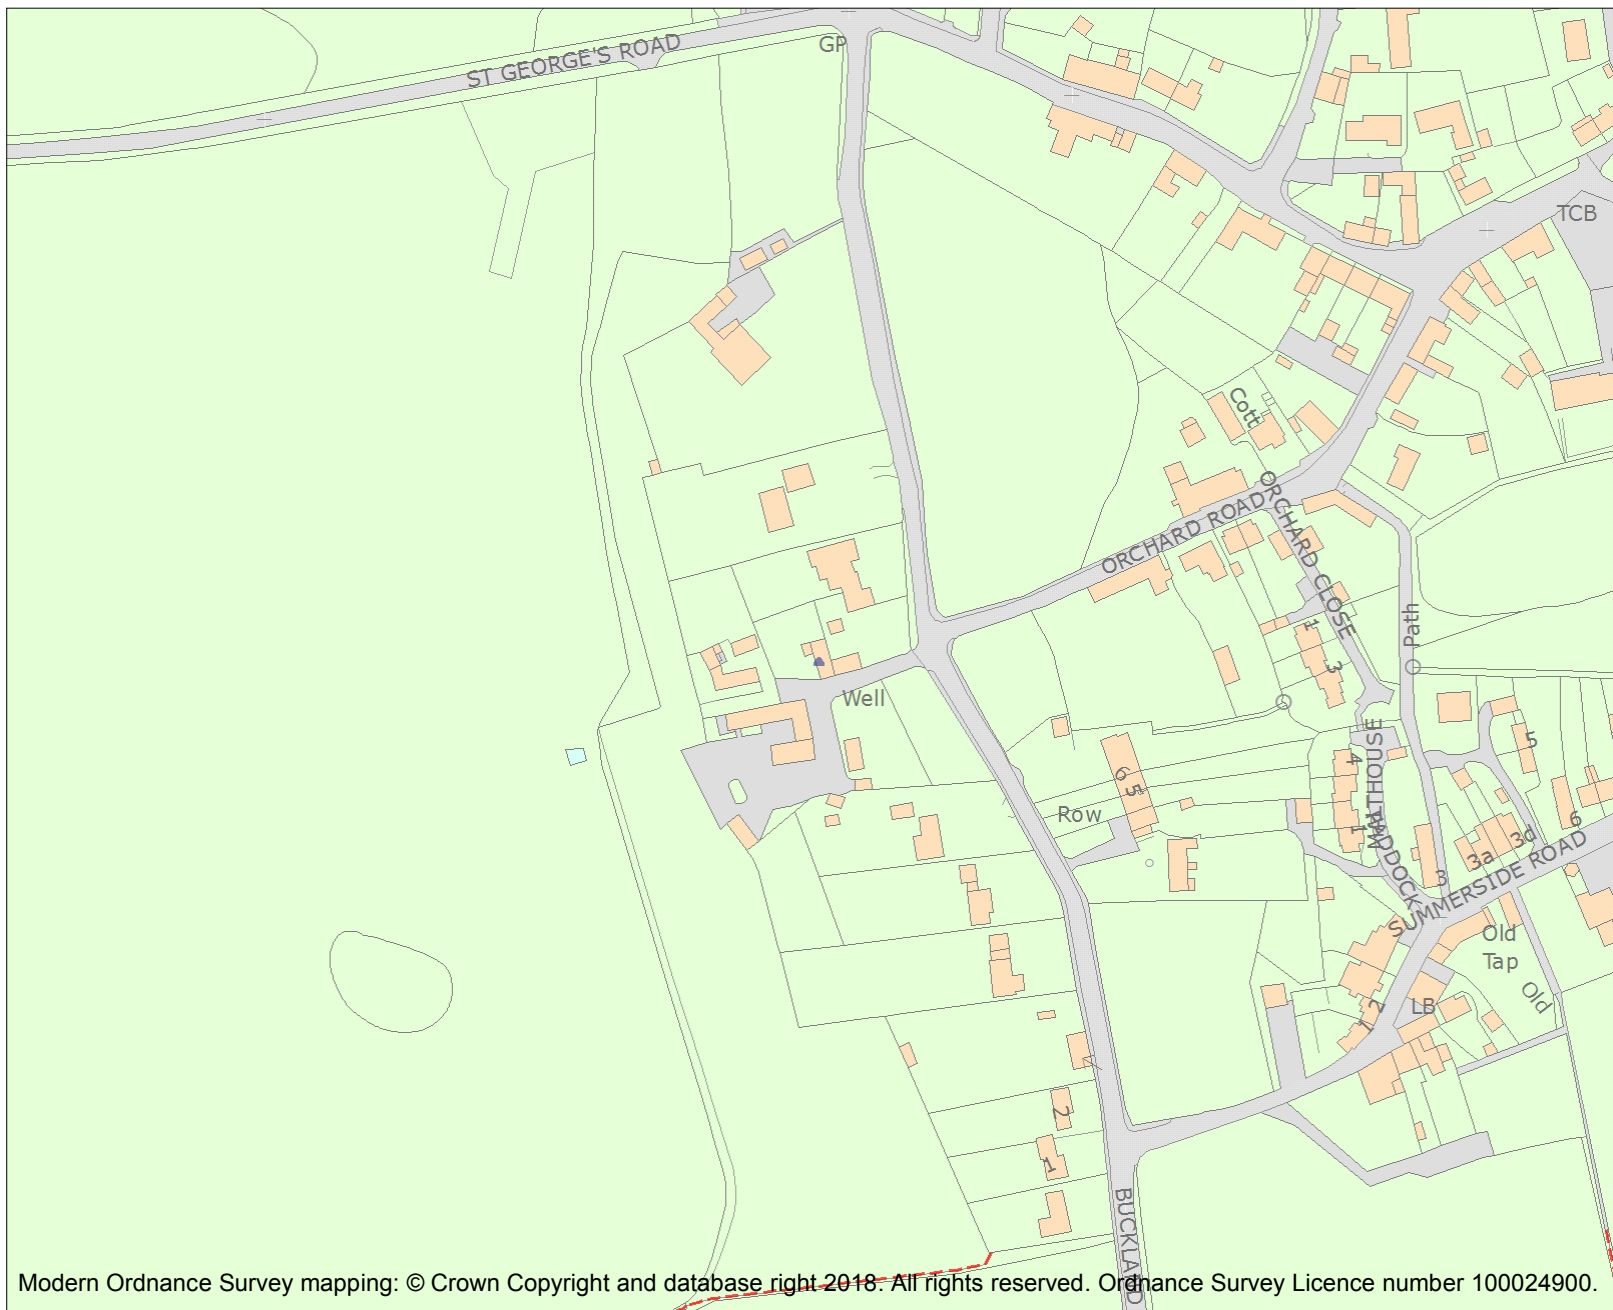 ST GEORGE'S ROAD
GP
TCB
Cott
ORCHARD ROAD
ORCHARD CLOSE
Path
1
3
Well
MALTHOUSE
PADDOCK
4
1
5
6
5
Row
6
3d
3a
3
SUMMERSIDE ROAD
Old
Tap
Old
LB
2
1
2
1
BUCKLAND
Modern Ordnance Survey mapping: © Crown Copyright and database right 2018. All rights reserved. Ordnance Survey Licence number 100024900.